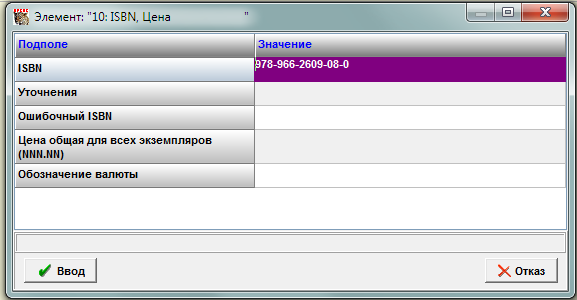 Элемент: "10: ISBN, Цена "
Подполе Значение
ISBN 978-966-2609-08-0
Уточнения
Ошибочный ISBN
Цена общая для всех экземпляров
(NNN.NN)
Обозначение валюты
Ввод Отказ